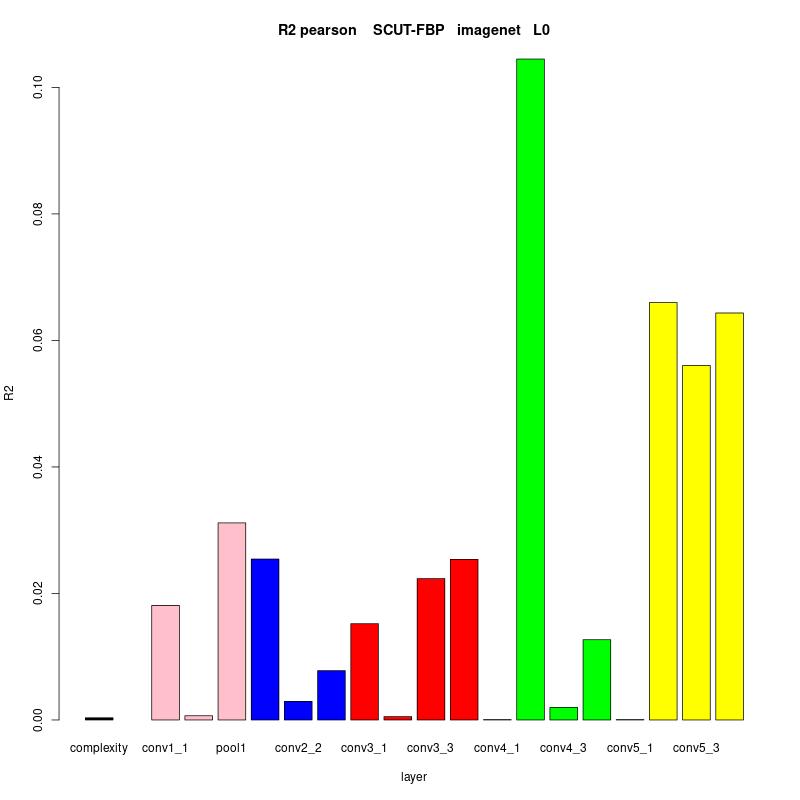 R2 pearson SCUT-FBP imagenet L0
0.10
0.08
0.06
0.04
0.02
0.00
R2
complexity conv1_1 pool1 conv2_2 conv3_1 conv3_3 conv4_1 conv4_3 conv5_1 conv5_3
layer